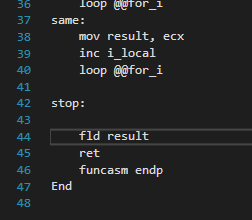 36 loop @@for_i
37 same:
38 mov result, ecx
39 inc i_local
40 loop @@for_i
41
42 stop:
43
44 fld result
45 ret
46 funcasm endp
47 End
48